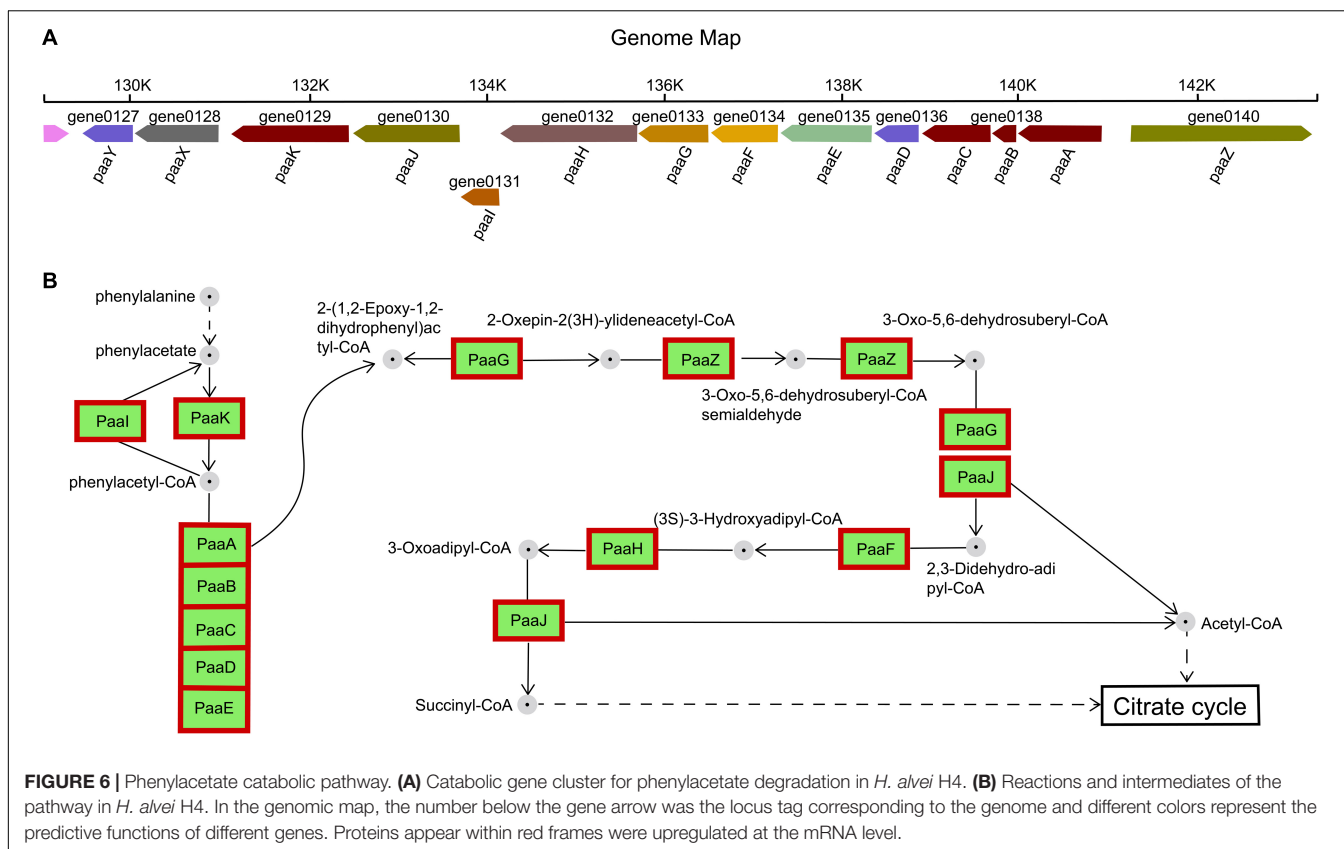 A
Genome Map
130K 132K 134K 136K 138K 140K 142K
gene0127 gene0128 gene0129 gene0130 gene0132 gene0133 gene0134 gene0135 gene0136 gene0138 gene0140
paaY paaX paaK paaJ paaH paaG paaF paaE paaD paaC paaB paaA paaZ
gene0131
paaI
B
phenylalanine
phenylacetate
PaaI
PaaK
phenylacetyl-CoA
PaaA
PaaB
PaaC
PaaD
PaaE
2-(1,2-Epoxy-1,2-
dihydrophenyl)ac
tyl-CoA
PaaG
2-Oxepin-2(3H)-ylideneacetyl-CoA
PaaZ
3-Oxo-5,6-dehydrosuberyl-CoA
semialdehyde
PaaZ
3-Oxo-5,6-dehydrosuberyl-CoA
PaaG
PaaJ
2,3-Didehydro-adi
pyl-CoA
PaaF
(3S)-3-Hydroxyadipyl-CoA
PaaH
3-Oxoadipyl-CoA
PaaJ
Acetyl-CoA
Succinyl-CoA
Citrate cycle
FIGURE 6 | Phenylacetate catabolic pathway. (A) Catabolic gene cluster for phenylacetate degradation in H. alvei H4. (B) Reactions and intermediates of the
pathway in H. alvei H4. In the genomic map, the number below the gene arrow was the locus tag corresponding to the genome and different colors represent the
predictive functions of different genes. Proteins appear within red frames were upregulated at the mRNA level.